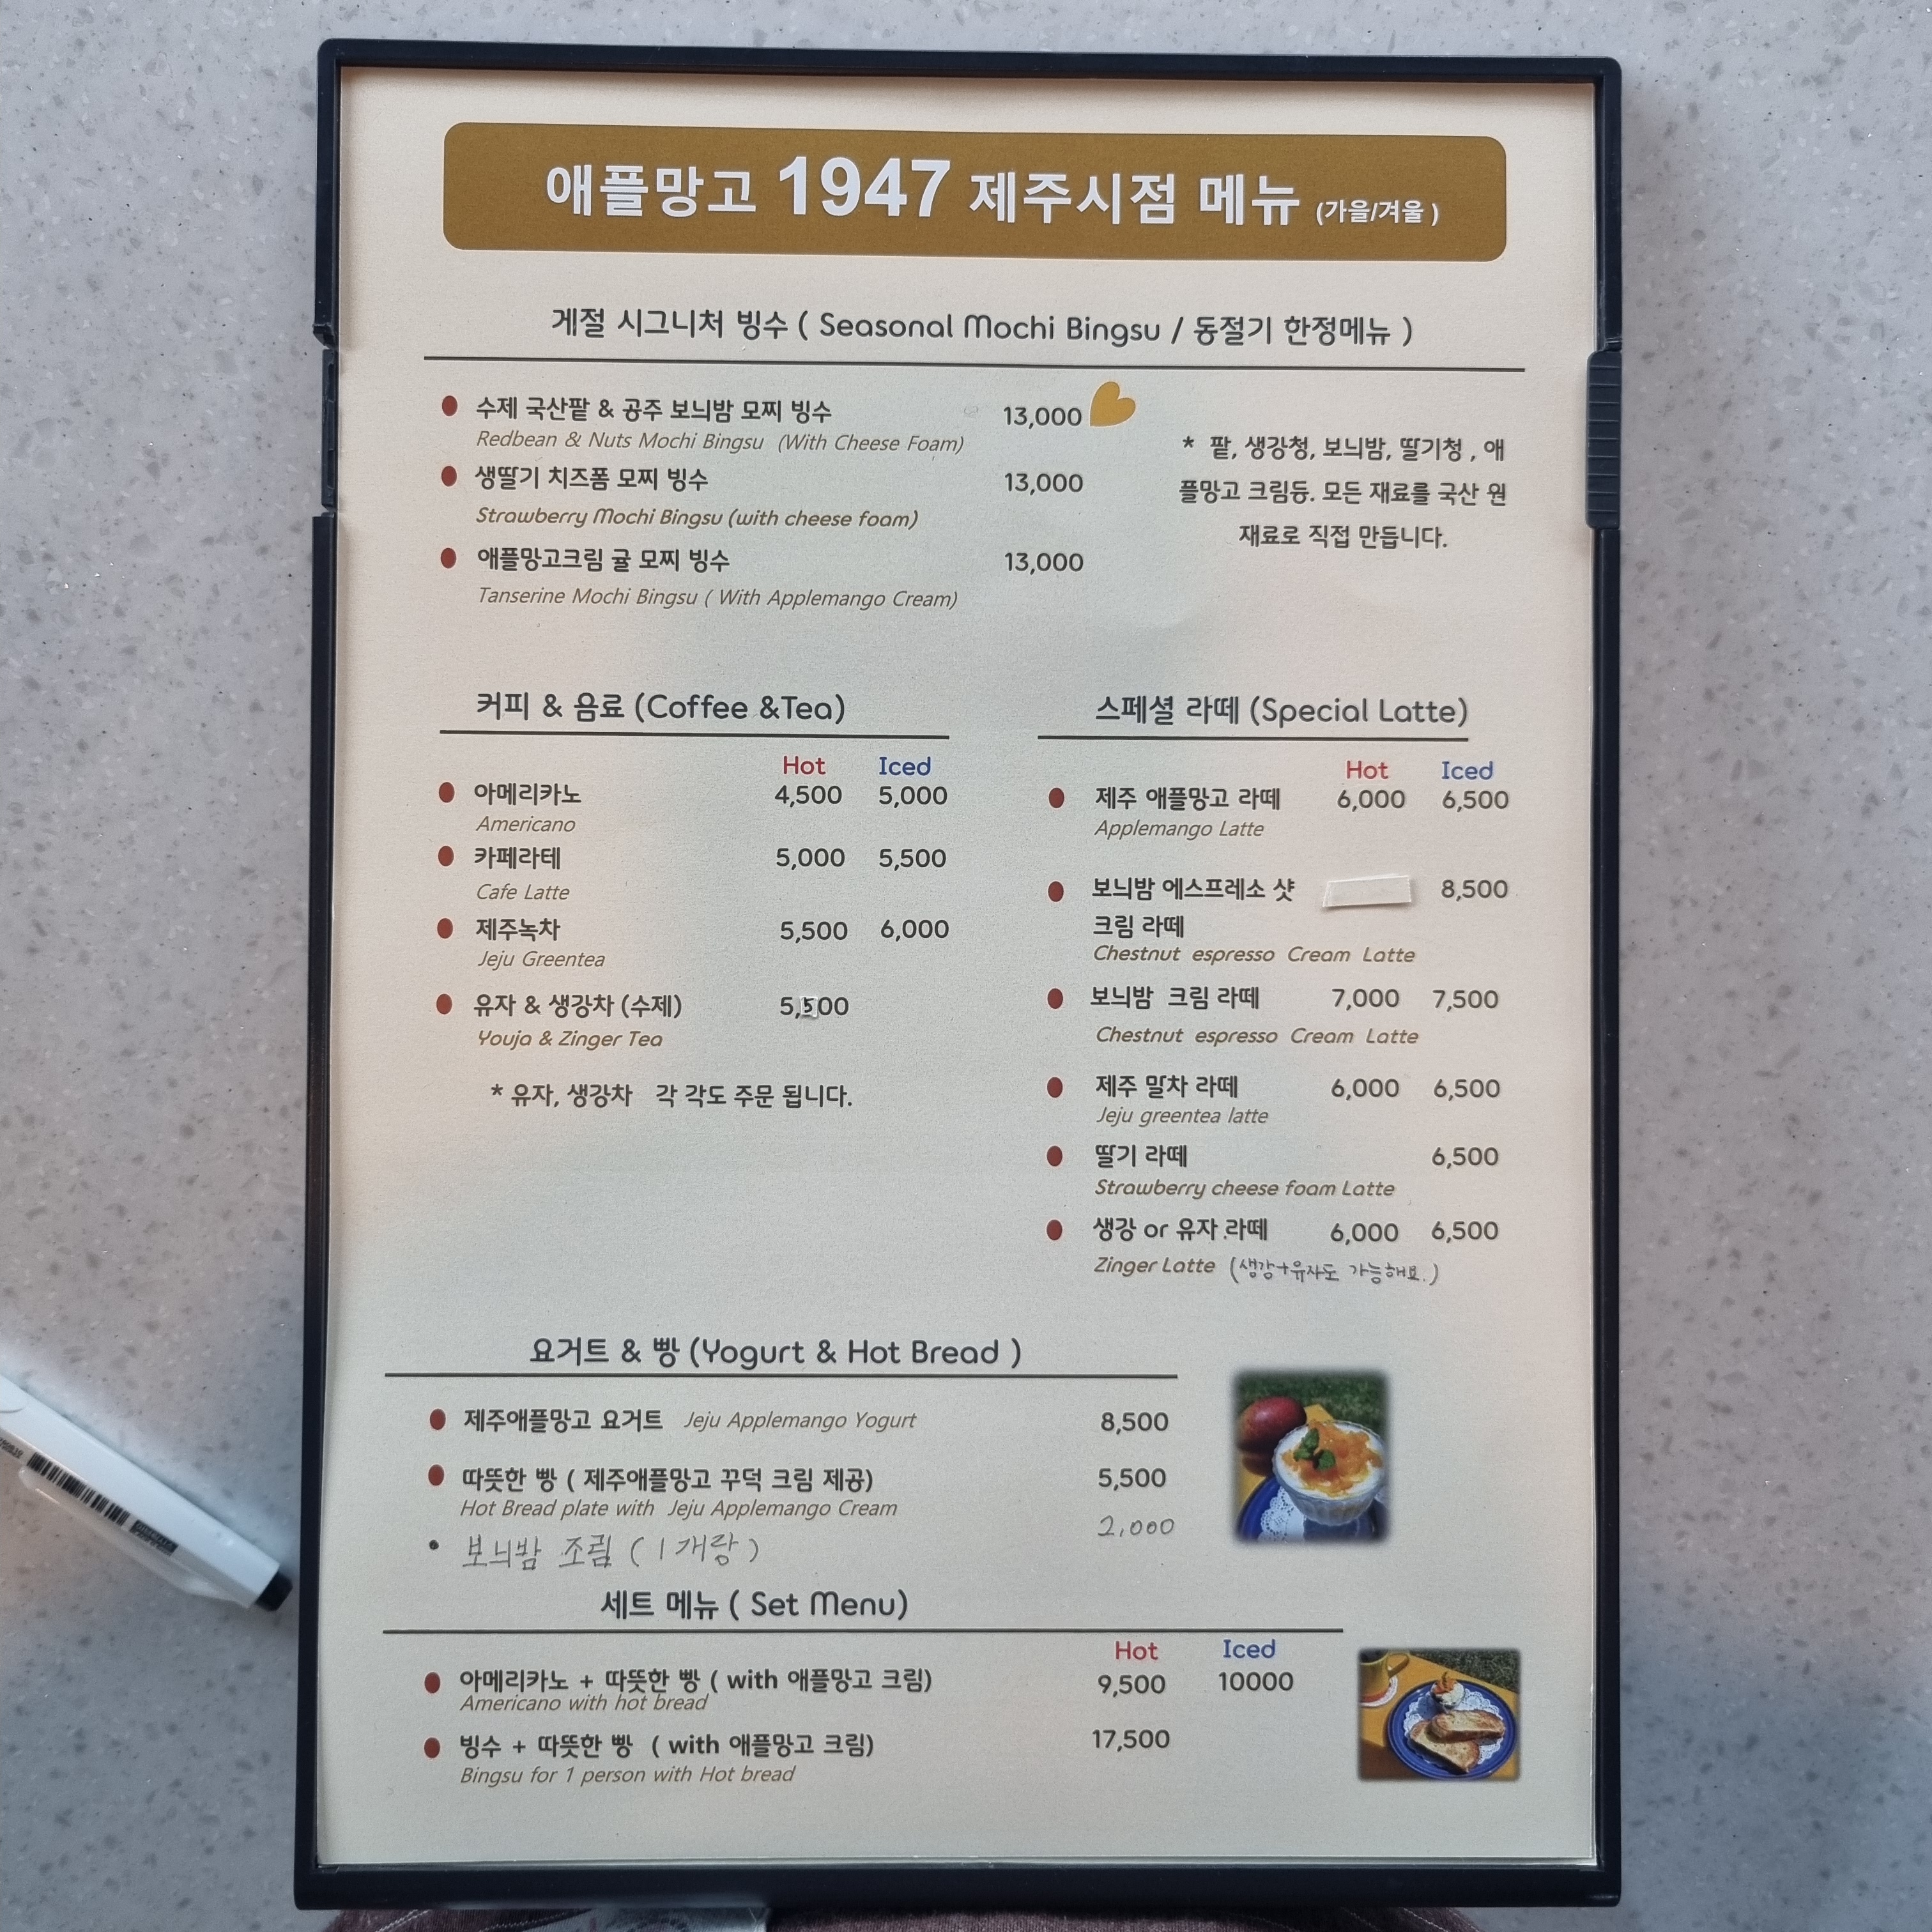 애플망고 1947 제주시점 메뉴 (가을/겨울 )
게절 시그니처 빙수 ( Seasonal Mochi Bingsu / 동절기 한정메뉴 )
수제 국산팥 & 공주 보늬밤 모찌 빙수 13,000
Redbean & Nuts Mochi Bingsu (With Cheese Foam)
생딸기 치즈폼 모찌 빙수 13,000
Strawberry Mochi Bingsu (with cheese foam)
애플망고크림 귤 모찌 빙수 13,000
Tanserine Mochi Bingsu ( With Applemango Cream)
* 팥, 생강청, 보늬밤, 딸기청 , 애
플망고 크림등. 모든 재료를 국산 원
재료로 직접 만듭니다.
커피 & 음료 (Coffee &Tea)
Hot Iced
아메리카노 4,500 5,000
Americano
카페라테 5,000 5,500
Cafe Latte
제주녹차 5,500 6,000
Jeju Greentea
유자 & 생강차 (수제) 5,500
Youja & Zinger Tea
* 유자, 생강차 각 각도 주문 됩니다.
스페셜 라떼 (Special Latte)
Hot Iced
제주 애플망고 라떼 6,000 6,500
Applemango Latte
보늬밤 에스프레소 샷 8,500
크림 라떼
Chestnut espresso Cream Latte
보늬밤 크림 라떼 7,000 7,500
Chestnut espresso Cream Latte
제주 말차 라떼 6,000 6,500
Jeju greentea latte
딸기 라떼 6,500
Strawberry cheese foam Latte
생강 or 유자 라떼 6,000 6,500
Zinger Latte (생강+유자도 가능해요.)
요거트 & 빵 (Yogurt & Hot Bread )
제주애플망고 요거트 Jeju Applemango Yogurt 8,500
따뜻한 빵 ( 제주애플망고 꾸덕 크림 제공) 5,500
Hot Bread plate with Jeju Applemango Cream
• 보늬밤 조림 ( 1개랑 ) 2,000
세트 메뉴 ( Set Menu)
Hot Iced
아메리카노 + 따뜻한 빵 ( with 애플망고 크림) 9,500 10000
Americano with hot bread
빙수 + 따뜻한 빵 ( with 애플망고 크림) 17,500
Bingsu for 1 person with Hot bread